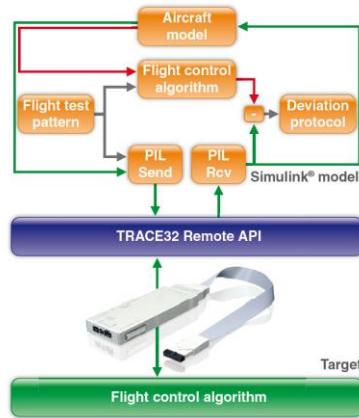 Aircraft
model
Flight control
algorithm
Flight test
pattern
-
Deviation
protocol
PIL
Send
PIL
Rcv
Simulink® model
TRACE32 Remote API
Target
Flight control algorithm